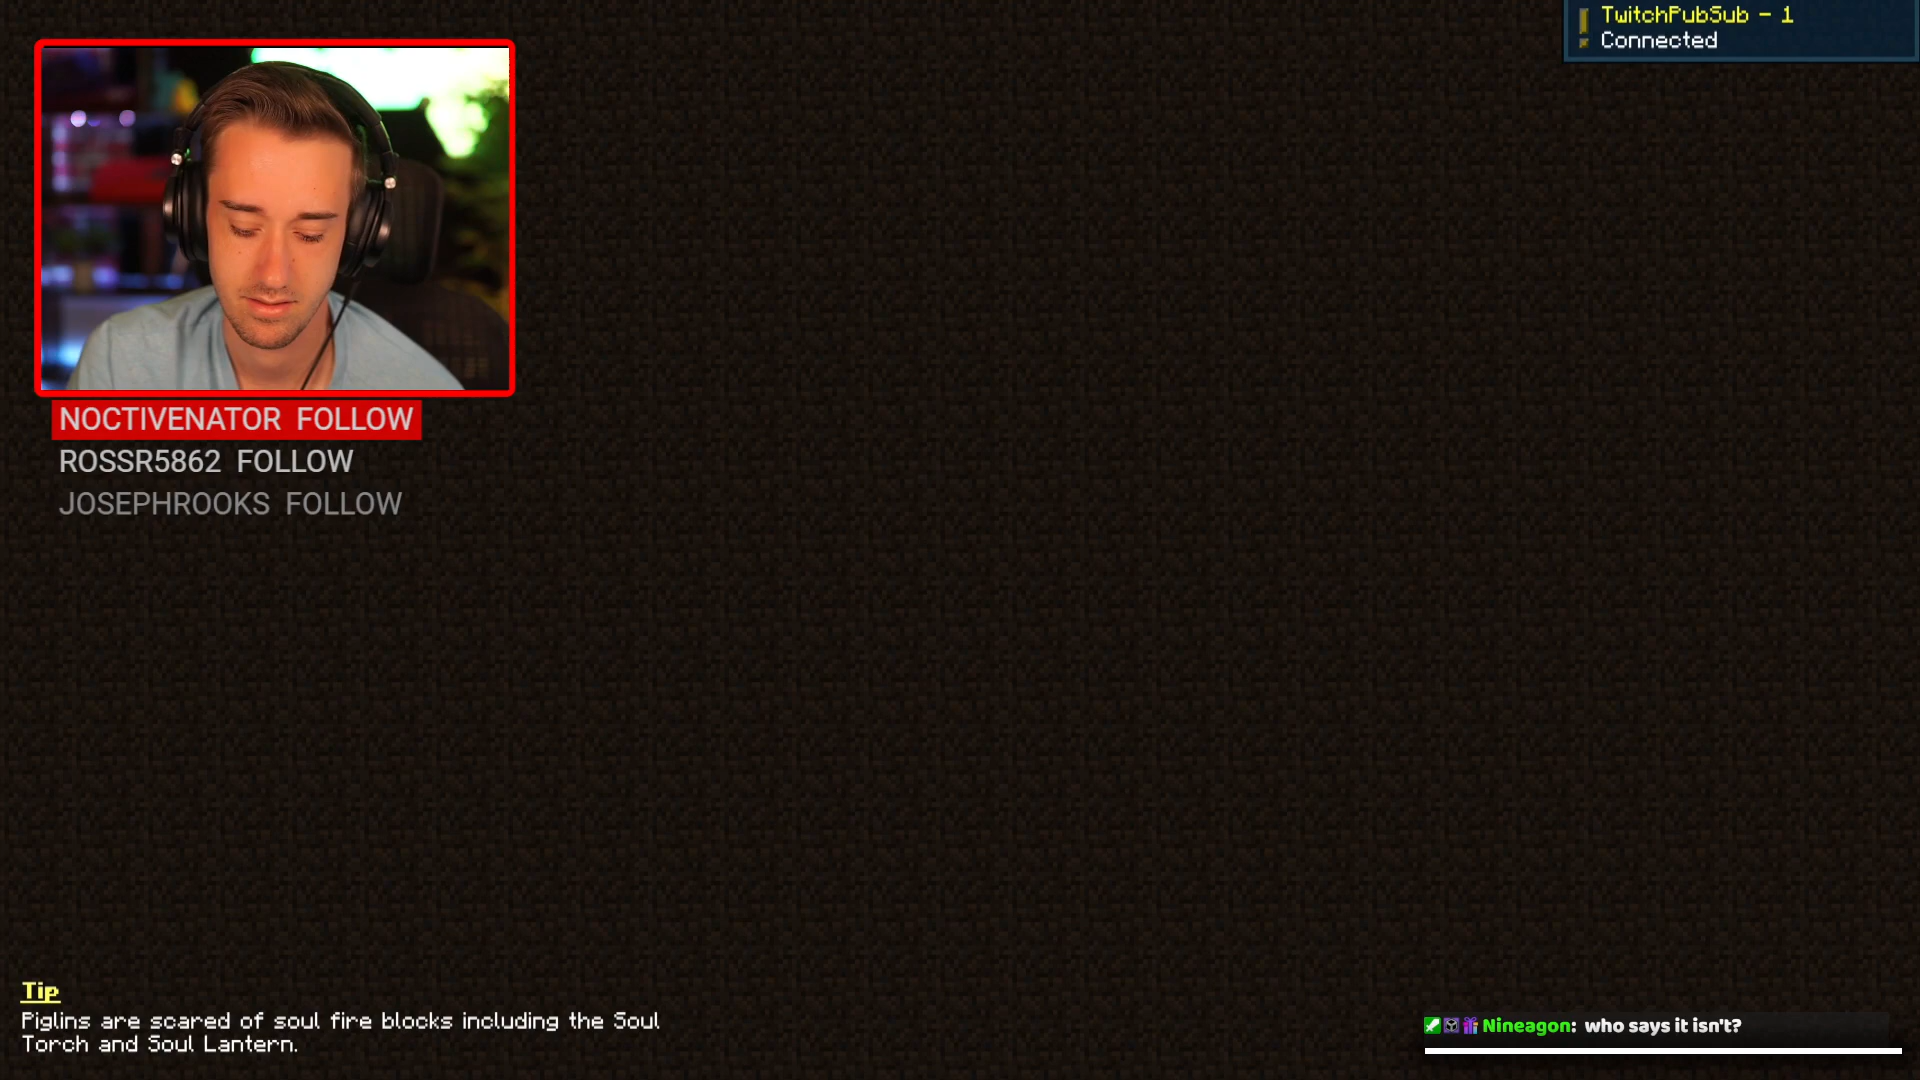 TwitchPubSub - 1
Connected
NOCTIVENATOR FOLLOW
ROSSR5862 FOLLOW
JOSEPHROOKS FOLLOW
Tip
Piglins are scared of soul fire blocks including the Soul
Torch and Soul Lantern.
Nineagon: who says it isn't?